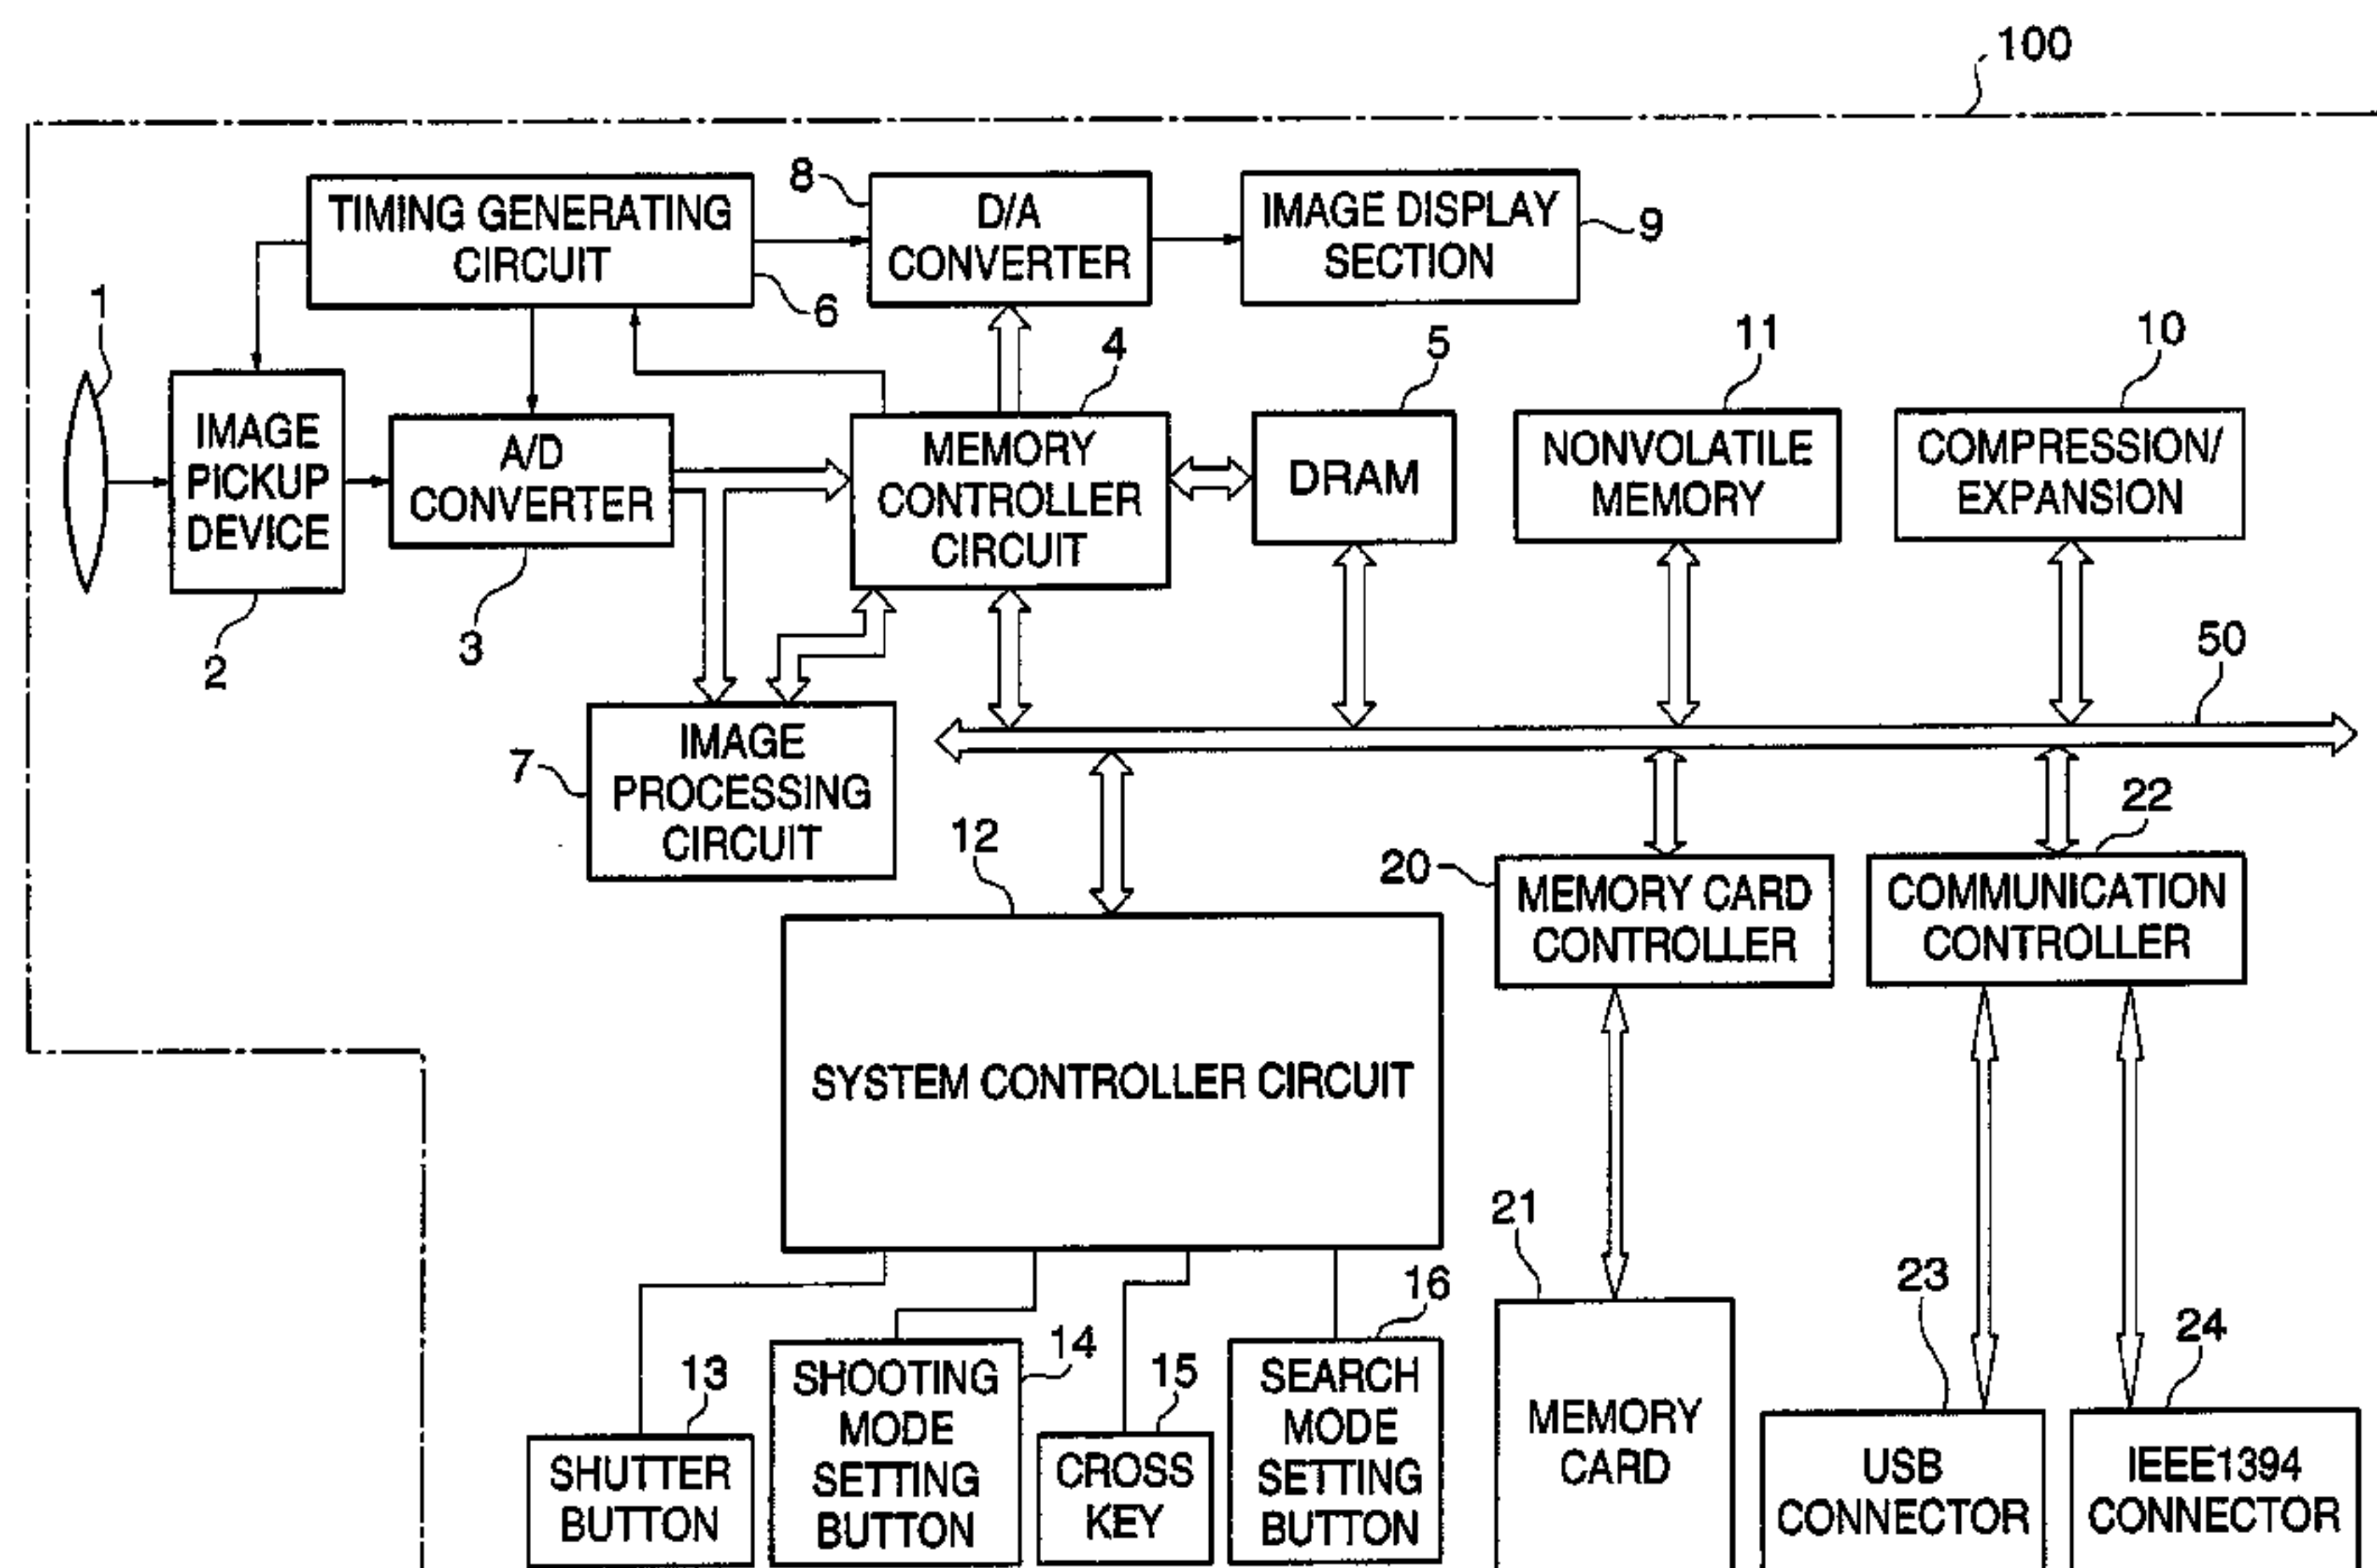 100
TIMING GENERATING
CIRCUIT
6
8
D/A
CONVERTER
IMAGE DISPLAY
SECTION
9
1
IMAGE
PICKUP
DEVICE
2
A/D
CONVERTER
3
4
MEMORY
CONTROLLER
CIRCUIT
5
DRAM
11
NONVOLATILE
MEMORY
10
COMPRESSION/
EXPANSION
50
7
IMAGE
PROCESSING
CIRCUIT
12
SYSTEM CONTROLLER CIRCUIT
20
MEMORY CARD
CONTROLLER
22
COMMUNICATION
CONTROLLER
13
SHUTTER
BUTTON
14
SHOOTING
MODE
SETTING
BUTTON
15
CROSS
KEY
16
SEARCH
MODE
SETTING
BUTTON
21
MEMORY
CARD
23
USB
CONNECTOR
24
IEEE1394
CONNECTOR